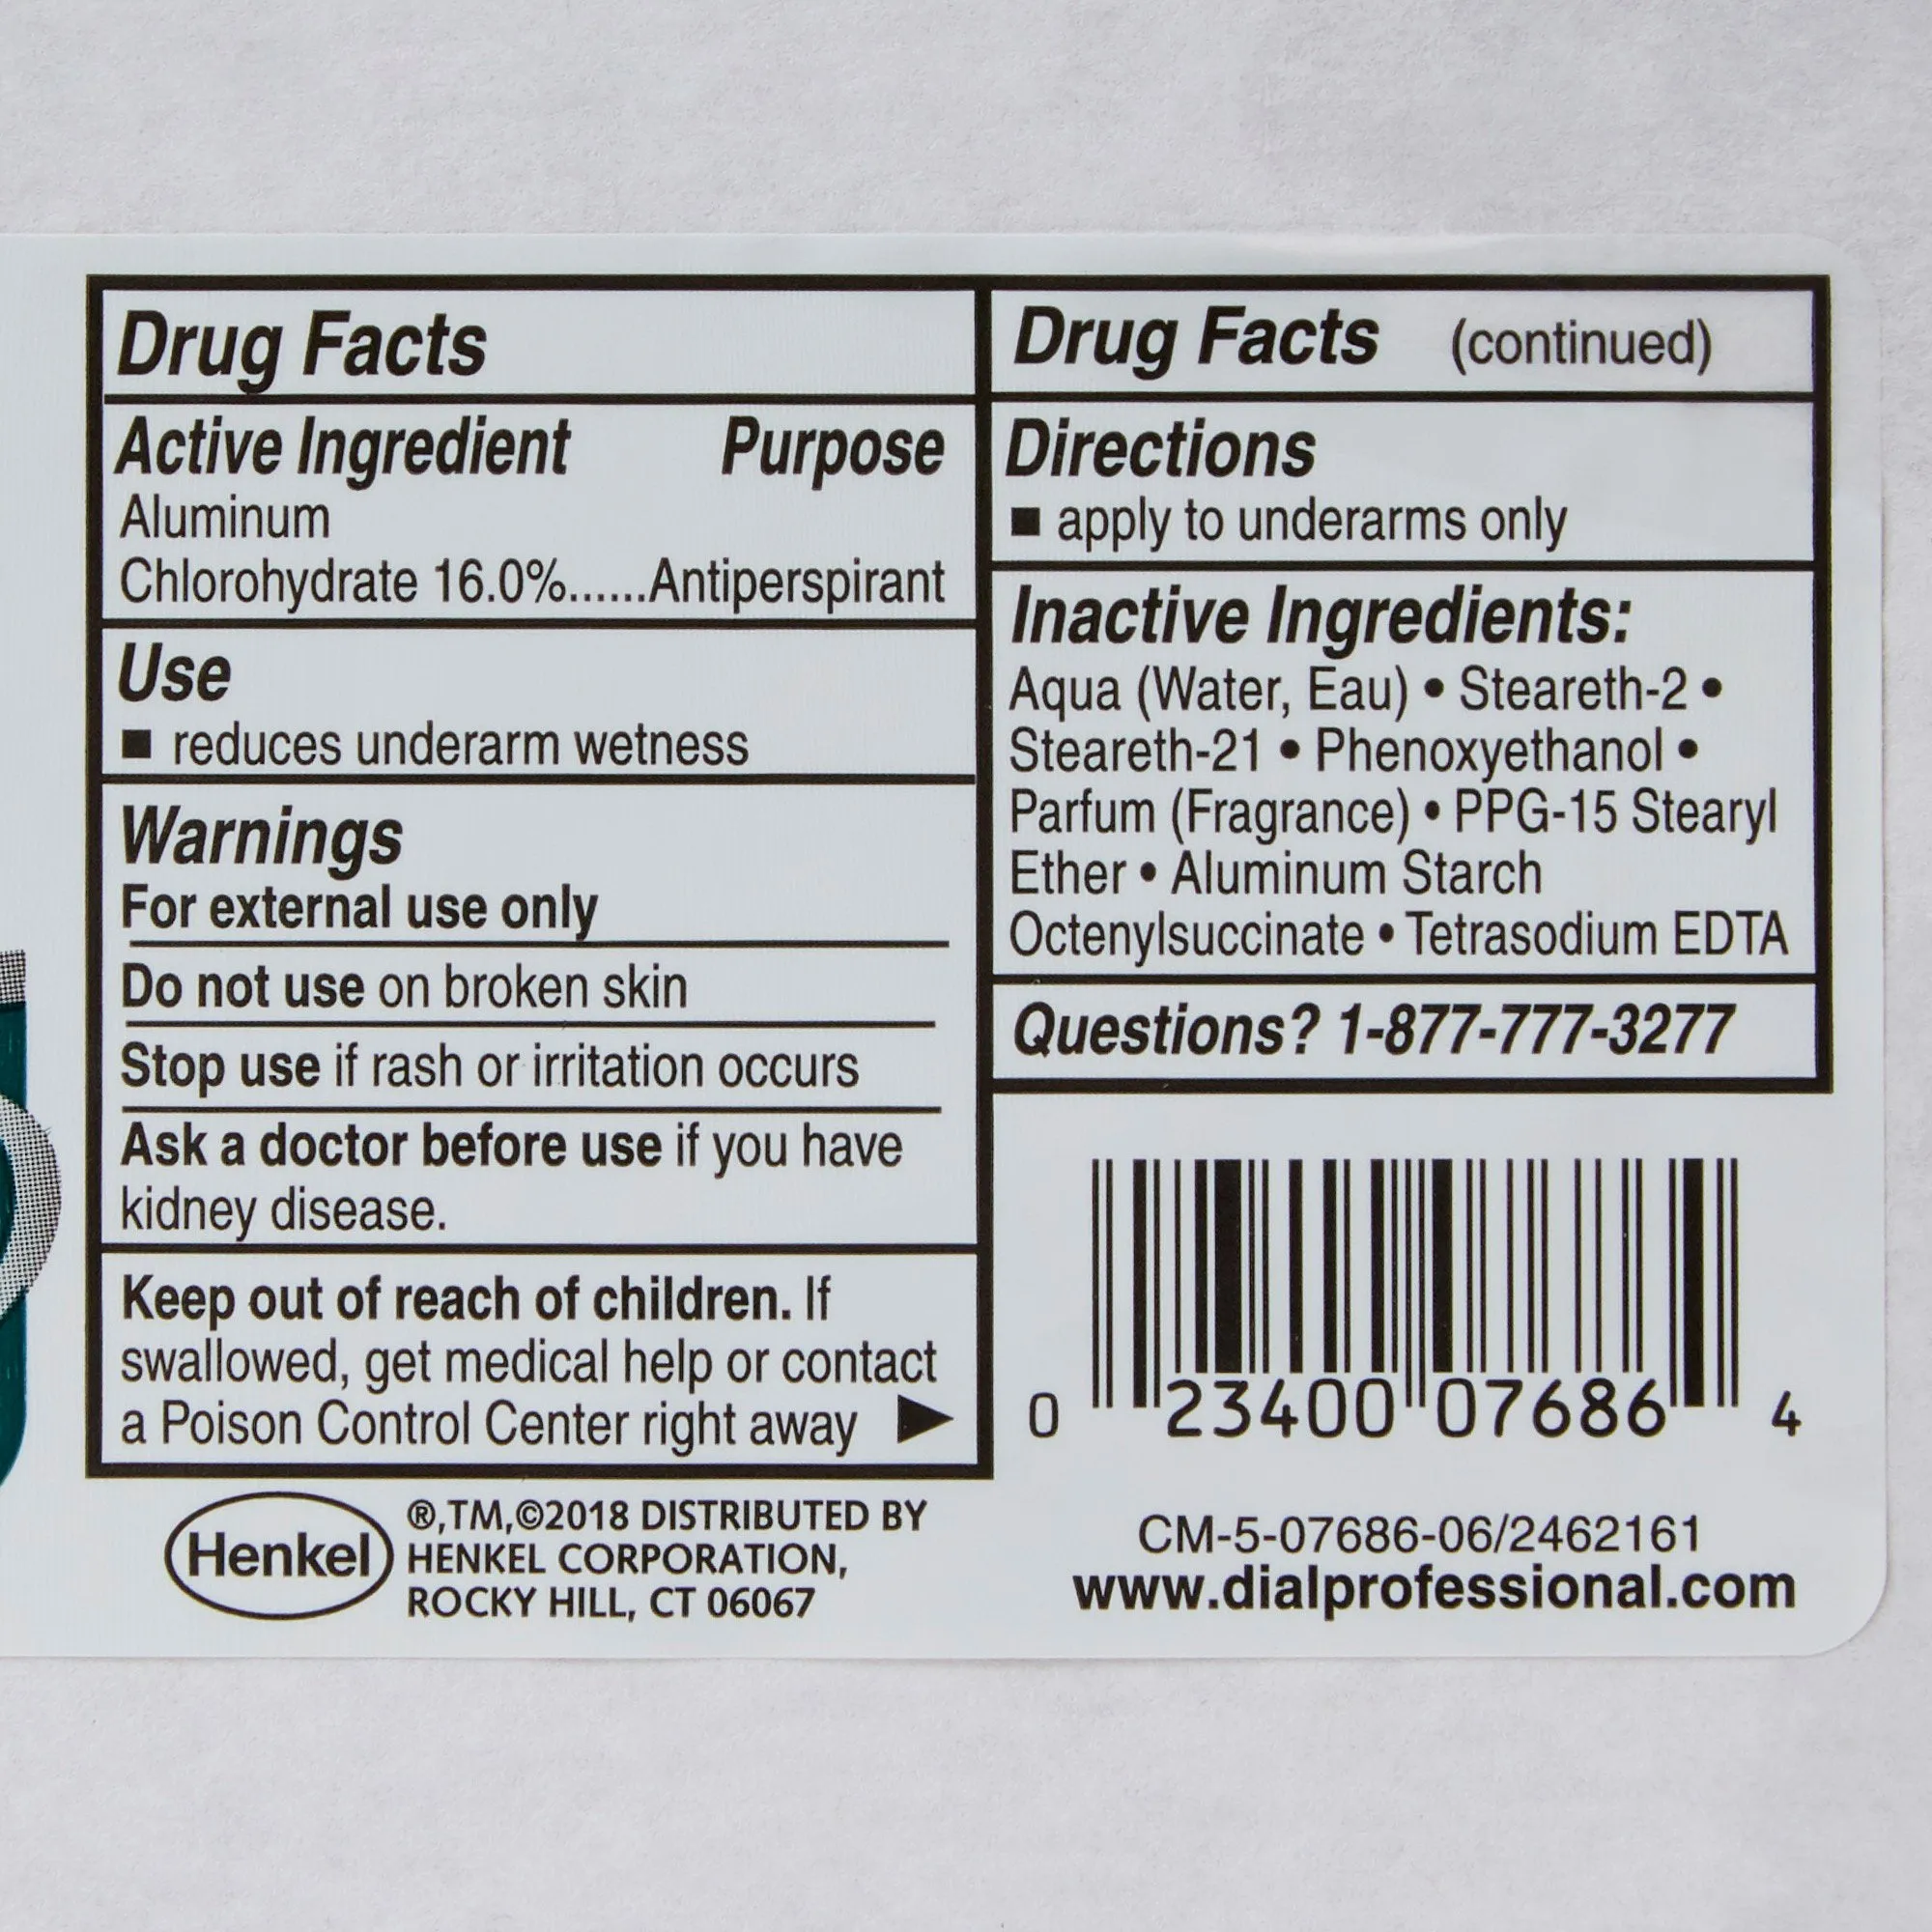 Drug Facts
Active Ingredient Purpose
Aluminum
Chlorohydrate 16.0%......Antiperspirant
Use
■ reduces underarm wetness
Warnings
For external use only
Do not use on broken skin
Stop use if rash or irritation occurs
Ask a doctor before use if you have
kidney disease.
Keep out of reach of children. If
swallowed, get medical help or contact
a Poison Control Center right away ▶
Drug Facts (continued)
Directions
■ apply to underarms only
Inactive Ingredients:
Aqua (Water, Eau) • Steareth-2 •
Steareth-21 • Phenoxyethanol •
Parfum (Fragrance) • PPG-15 Stearyl
Ether • Aluminum Starch
Octenylsuccinate • Tetrasodium EDTA
Questions? 1-877-777-3277
0 23400 07686 4
Henkel
®,TM,©2018 DISTRIBUTED BY
HENKEL CORPORATION,
ROCKY HILL, CT 06067
CM-5-07686-06/2462161
www.dialprofessional.com